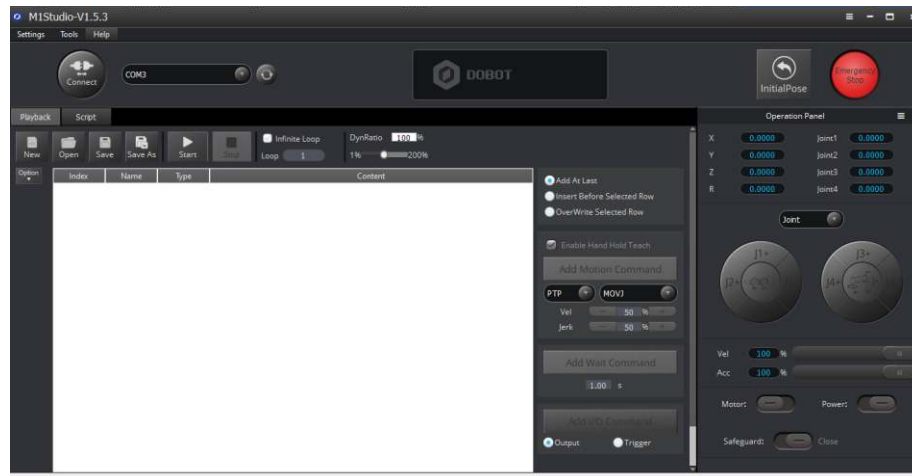 M1Studio-V1.5.3
Settings Tools Help
Connect
COM3
DOBOT
InitialPose
Emergency Stop
Playback Script
New Open Save Save As Start Stop
Infinite Loop
Loop 1
DynRatio 100 %
1% 200%
Option
Index Name Type Content
Add At Last
Insert Before Selected Row
OverWrite Selected Row
Enable Hand Hold Teach
Add Motion Command
PTP MOVJ
Vel 50 %
Jerk 50 %
Add Wait Command
1.00 s
Add I/O Command
Output Trigger
Operation Panel
X 0.0000 Joint1 0.0000
Y 0.0000 Joint2 0.0000
Z 0.0000 Joint3 0.0000
R 0.0000 Joint4 0.0000
Joint
J1+ J3+
J2+ J4+
Vel 100 %
Acc 100 %
Motor: Power:
Safeguard: Close